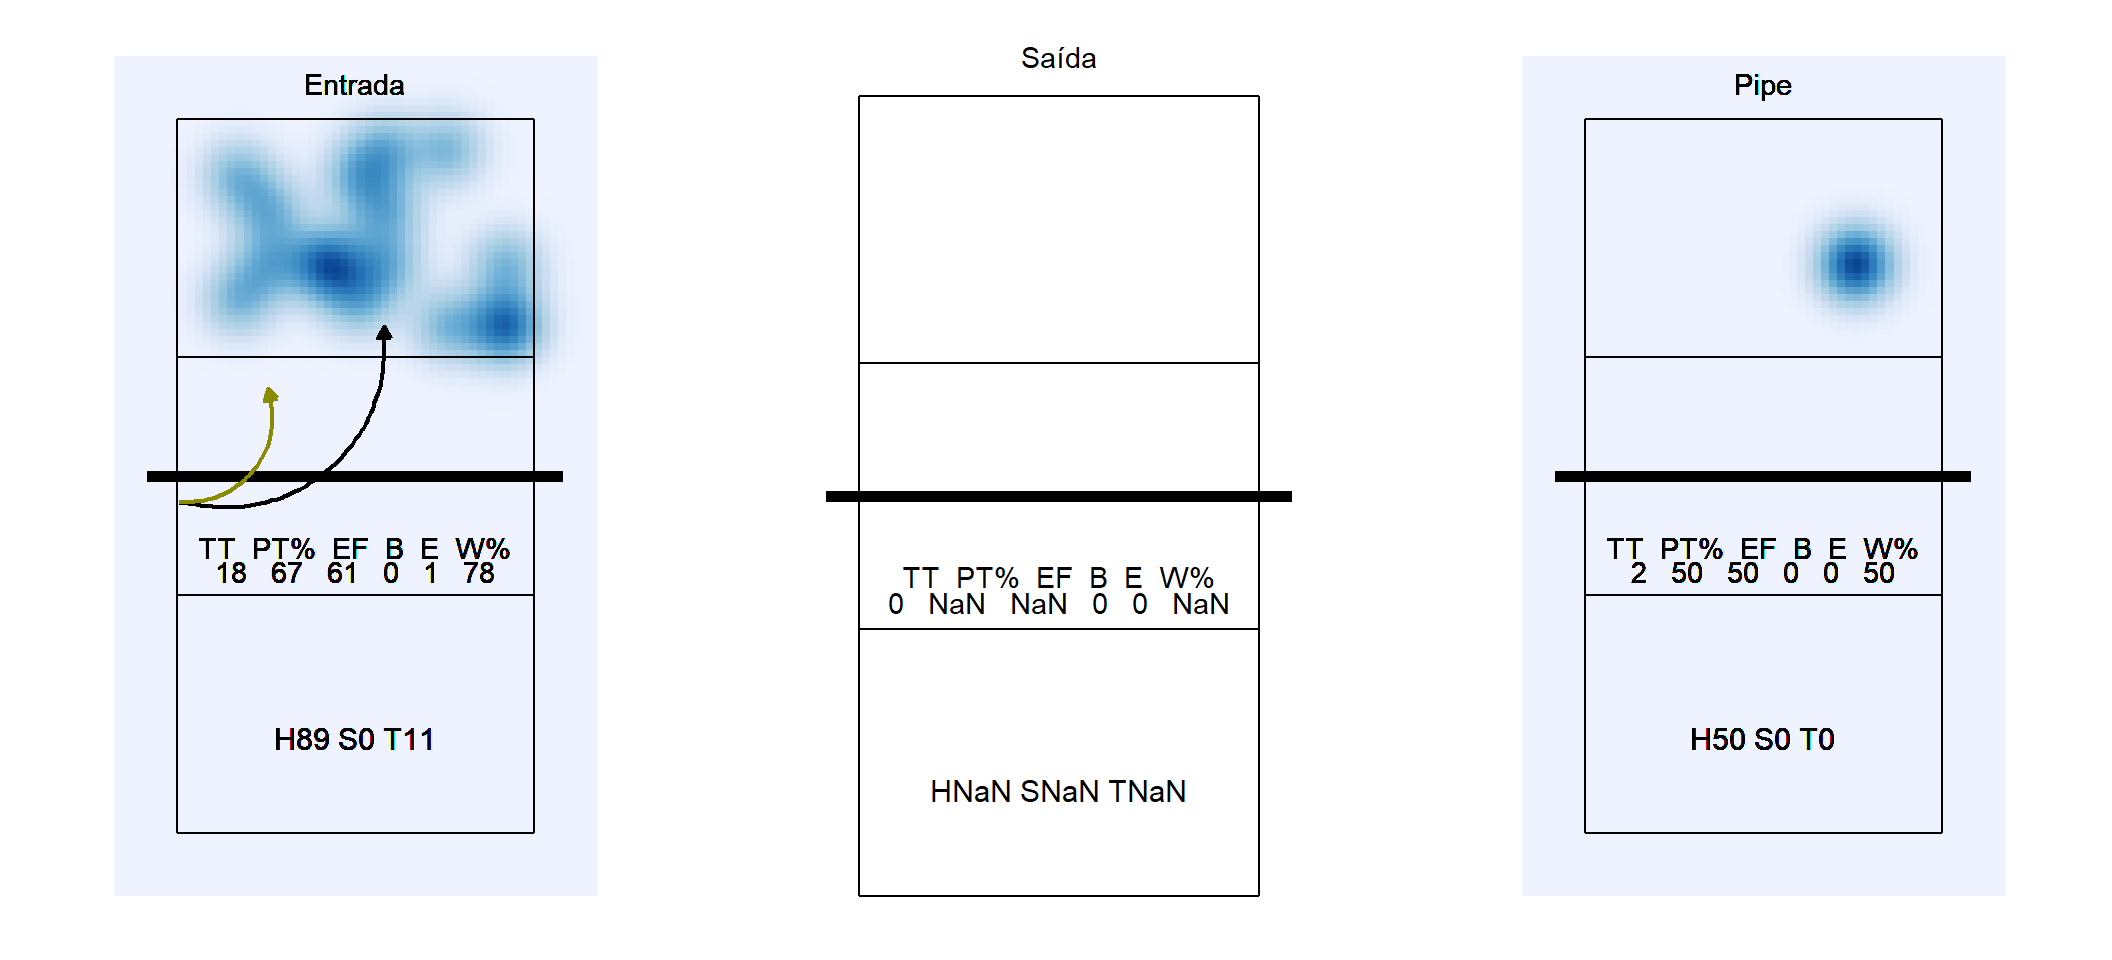 Entrada
TT PT% EF B E W%
18 67 61 0 1 78
H89 S0 T11
Saída
TT PT% EF B E W%
0 NaN NaN 0 0 NaN
HNaN SNaN TNaN
Pipe
TT PT% EF B E W%
2 50 50 0 0 50
H50 S0 T0